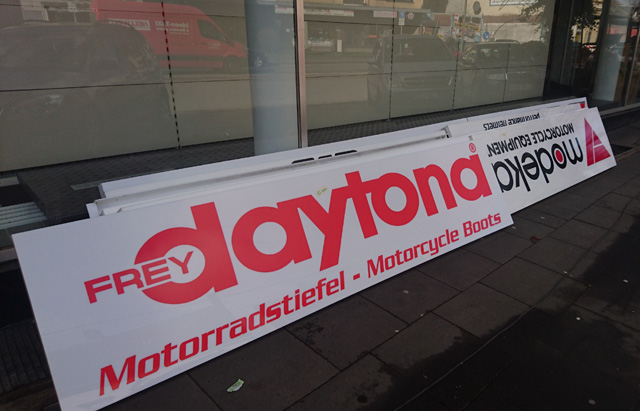 FREY daytona®
Motorradstiefel - Motorcycle Boots
modeka
MOTORCYCLE EQUIPMENT